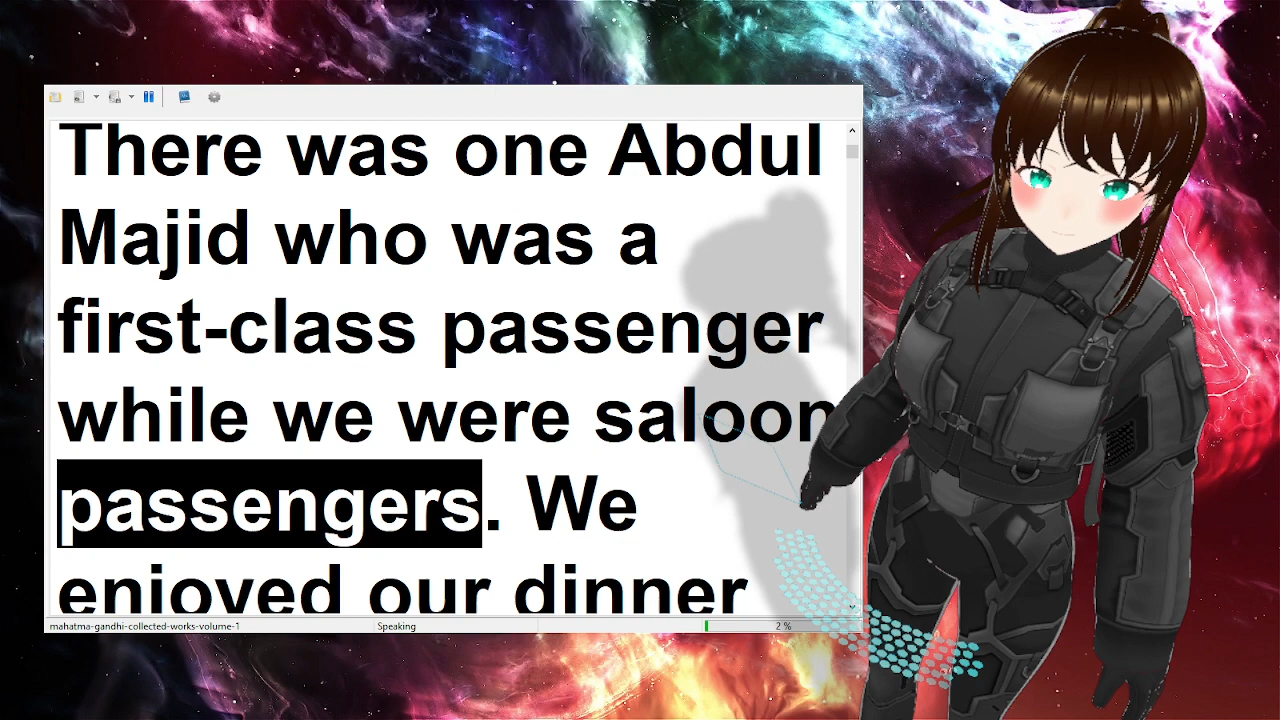 There was one Abdul
Majid who was a
first-class passenger
while we were saloon
passengers. We
enjoyed our dinner
mahatma-gandhi-collected-works-volume-1
Speaking
2 %